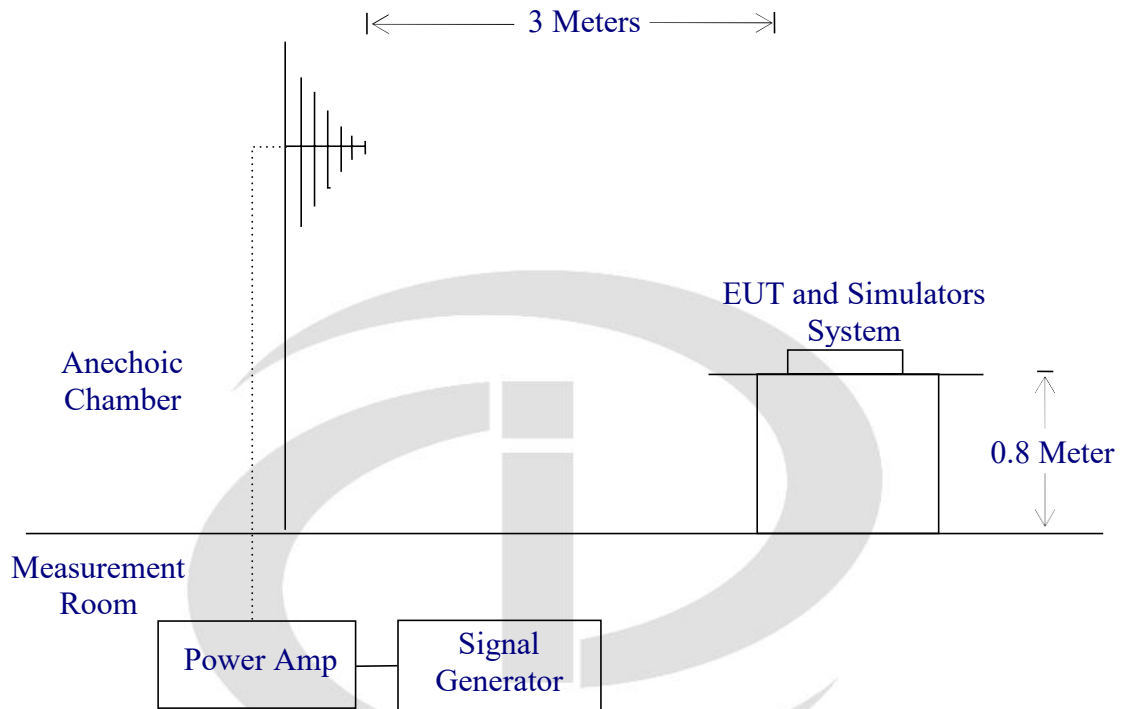 3 Meters
EUT and Simulators
System
Anechoic
Chamber
0.8 Meter
Measurement
Room
Power Amp
Signal
Generator